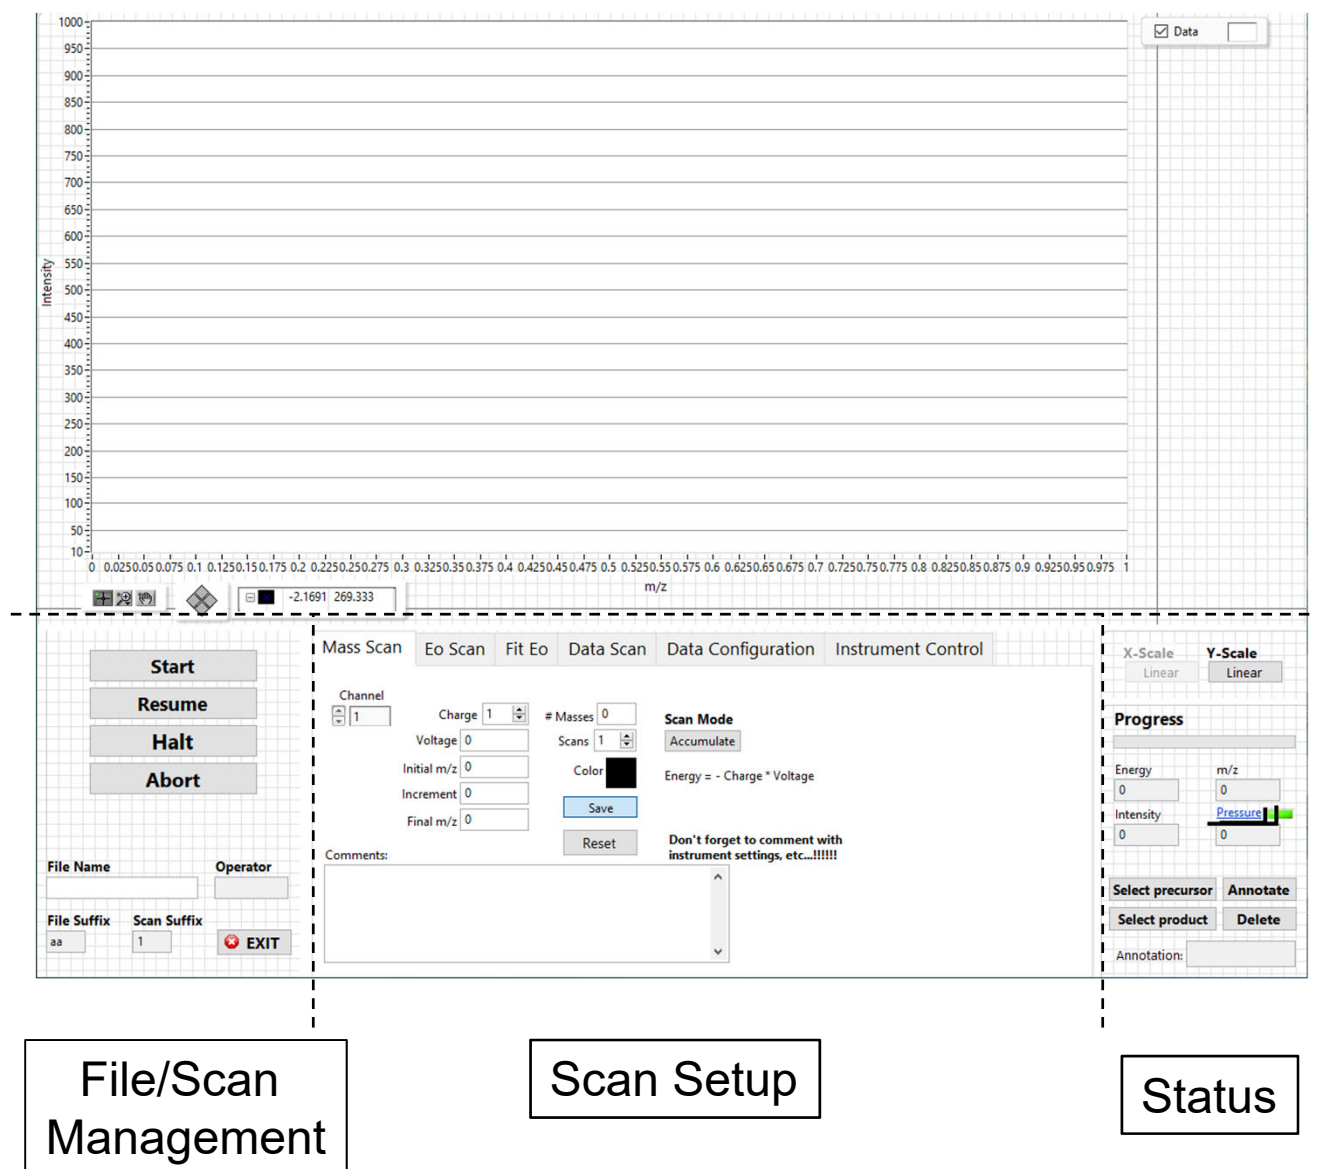 1000
950
900
850
800
750
700
650
600
550
500
450
400
350
300
250
200
150
100
50
10
Intensity
0 0.025 0.05 0.075 0.1 0.125 0.15 0.175 0.2 0.225 0.25 0.275 0.3 0.325 0.35 0.375 0.4 0.425 0.45 0.475 0.5 0.525 0.55 0.575 0.6 0.625 0.65 0.675 0.7 0.725 0.75 0.775 0.8 0.825 0.85 0.875 0.9 0.925 0.95 0.975 1
m/z
Data
-2.1691 269.333
Start
Resume
Halt
Abort
File Name Operator
File Suffix Scan Suffix
aa 1 EXIT
Mass Scan Eo Scan Fit Eo Data Scan Data Configuration Instrument Control
Channel
1
Charge 1
Voltage 0
Initial m/z 0
Increment 0
Final m/z 0
# Masses 0
Scans 1
Color
Save
Reset
Scan Mode
Accumulate
Energy = - Charge * Voltage
Don't forget to comment with
instrument settings, etc...!!!!!!
Comments:
X-Scale Y-Scale
Linear Linear
Progress
Energy m/z
0 0
Intensity Pressure
0 0
Select precursor Annotate
Select product Delete
Annotation:
File/Scan
Management
Scan Setup
Status